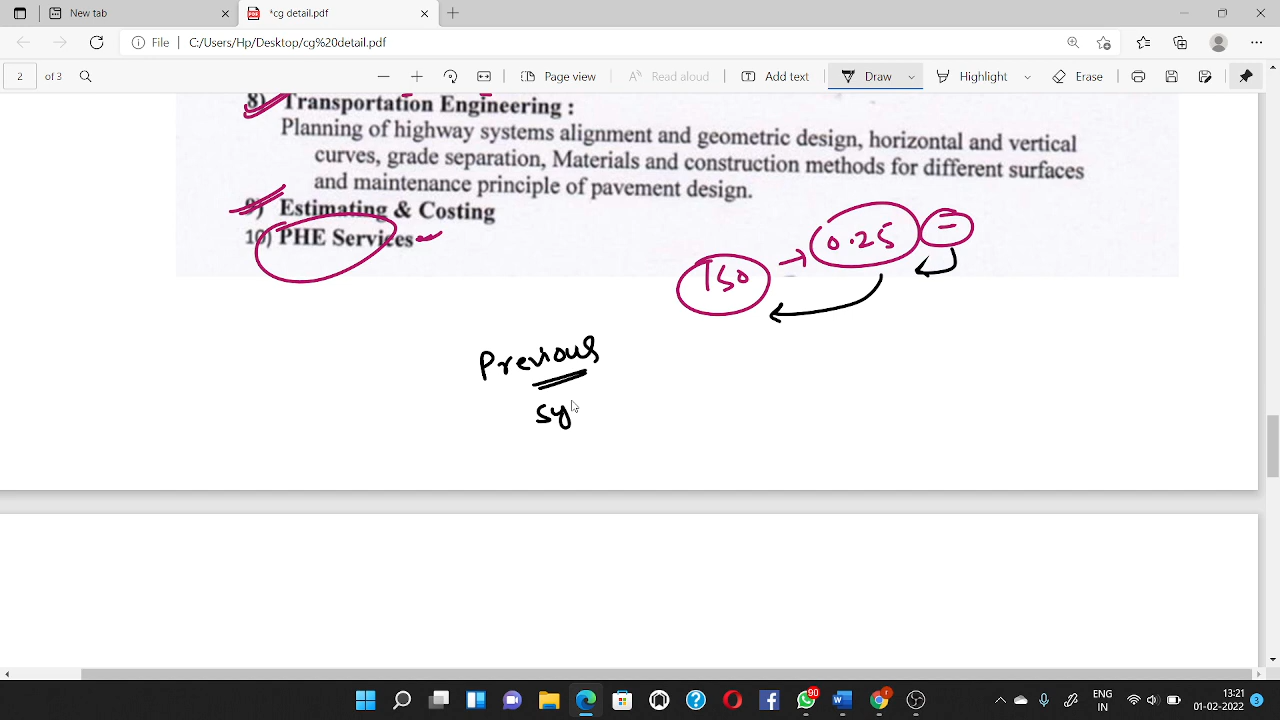 New tab
*cg detail.pdf
File C:/Users/Hp/Desktop/cg%20detail.pdf
2 of 3
Page view
Read aloud
Add text
Draw
Highlight
Erase
8) Transportation Engineering :
Planning of highway systems alignment and geometric design, horizontal and vertical
curves, grade separation, Materials and construction methods for different surfaces
and maintenance principle of pavement design.
9) Estimating & Costing
10) PHE Services
150 → 0.25 =
Previous
sy
90
ENG
IN
13:21
01-02-2022
3